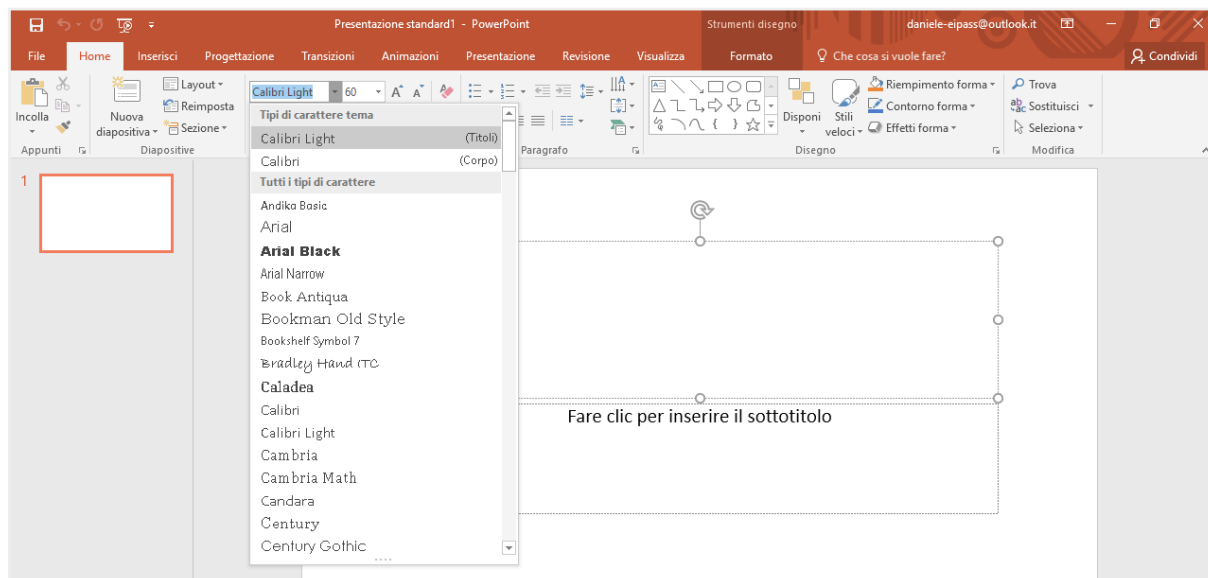 Presentazione standard1 - PowerPoint
Strumenti disegno
daniele-eipass@outlook.it
File Home Inserisci Progettazione Transizioni Animazioni Presentazione Revisione Visualizza Formato Che cosa si vuole fare? Condividi
Incolla
Appunti
Nuova
diapositiva
Layout
Reimposta
Sezione
Diapositive
Calibri Light 60
Paragrafo
Disponi
Stili
veloci
Riempimento forma
Contorno forma
Effetti forma
Disegno
Trova
Sostituisci
Seleziona
Modifica
Tipi di carattere tema
Calibri Light (Titoli)
Calibri (Corpo)
Tutti i tipi di carattere
Andika Basic
Arial
Arial Black
Arial Narrow
Book Antiqua
Bookman Old Style
Bookshelf Symbol 7
Bradley Hand ITC
Caladea
Calibri
Calibri Light
Cambria
Cambria Math
Candara
Century
Century Gothic
1
Fare clic per inserire il sottotitolo